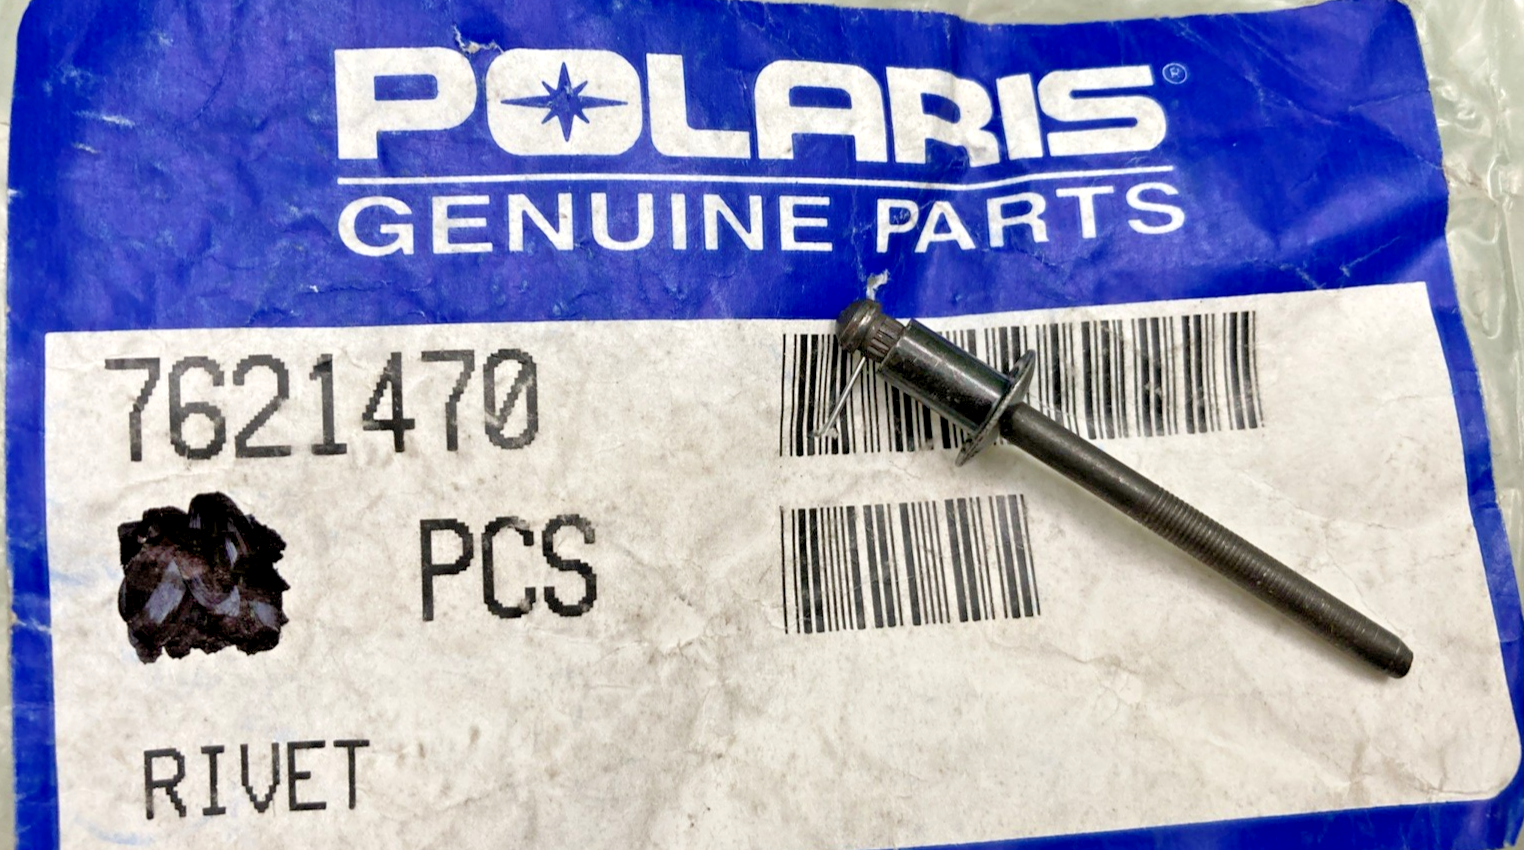 POLARIS®
GENUINE PARTS
7621470
PCS
RIVET